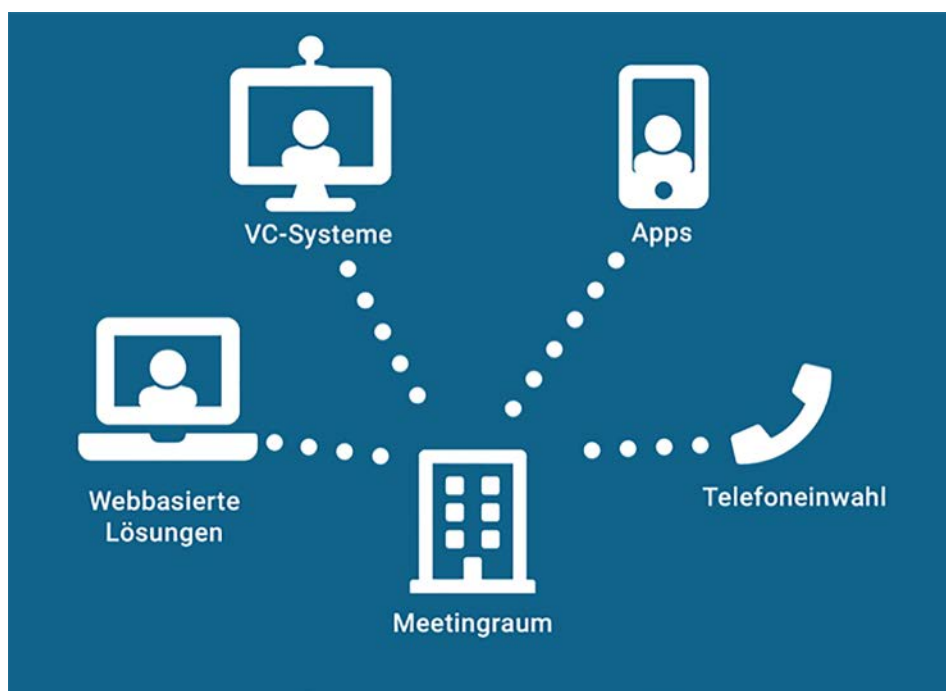 VC-Systeme
Apps
Webbasierte
Lösungen
Telefoneinwahl
Meetingraum